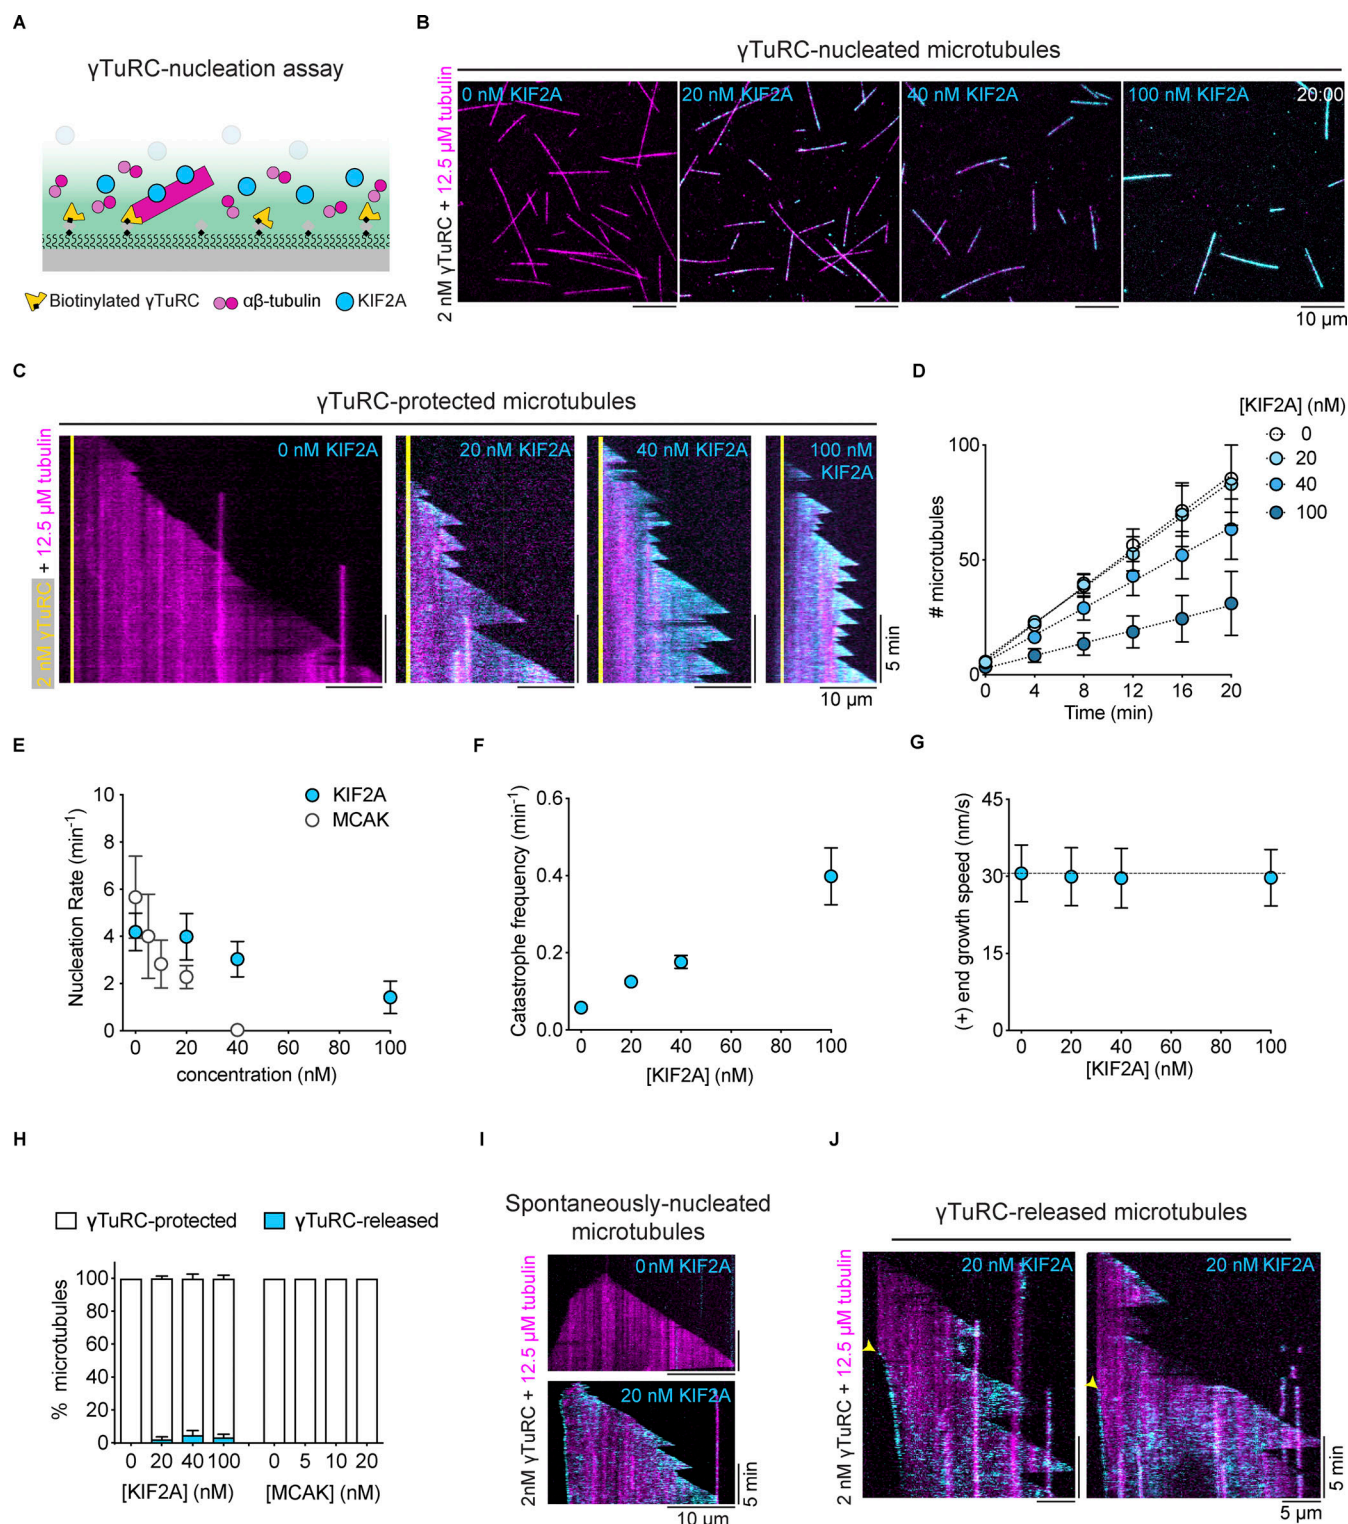 A
γTuRC-nucleation assay
Biotinylated γTuRC
αβ-tubulin
KIF2A
B
γTuRC-nucleated microtubules
2 nM γTuRC + 12.5 µM tubulin
0 nM KIF2A
20 nM KIF2A
40 nM KIF2A
100 nM KIF2A
20:00
10 µm
C
γTuRC-protected microtubules
2 nM γTuRC + 12.5 µM tubulin
0 nM KIF2A
20 nM KIF2A
40 nM KIF2A
100 nM
KIF2A
5 min
10 µm
D
[KIF2A] (nM)
0
20
40
100
# microtubules
100
50
0
0 4 8 12 16 20
Time (min)
E
KIF2A
MCAK
Nucleation Rate (min⁻¹)
10
8
6
4
2
0
0 20 40 60 80 100
concentration (nM)
F
Catastrophe frequency (min⁻¹)
0.6
0.4
0.2
0.0
0 20 40 60 80 100
[KIF2A] (nM)
G
(+) end growth speed (nm/s)
45
30
15
0
0 20 40 60 80 100
[KIF2A] (nM)
H
γTuRC-protected
γTuRC-released
% microtubules
100
80
60
40
20
0
0 20 40 100 0 5 10 20
[KIF2A] (nM) [MCAK] (nM)
I
Spontaneously-nucleated
microtubules
2nM γTuRC + 12.5 µM tubulin
0 nM KIF2A
20 nM KIF2A
5 min
10 µm
J
γTuRC-released microtubules
2 nM γTuRC + 12.5 µM tubulin
20 nM KIF2A
20 nM KIF2A
5 min
5 µm